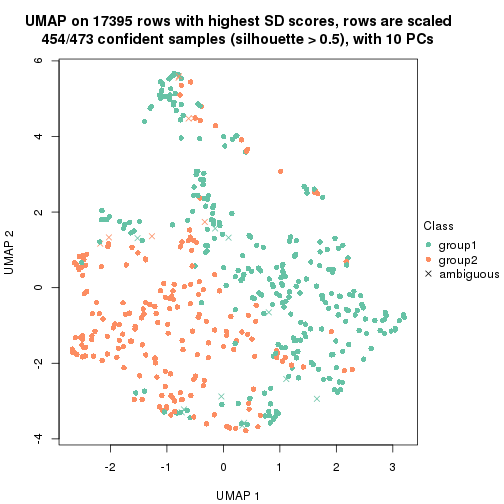 UMAP on 17395 rows with highest SD scores, rows are scaled
454/473 confident samples (silhouette > 0.5), with 10 PCs
6
4
2
0
-2
-4
UMAP 2
-2
-1
0
1
2
3
UMAP 1
Class
group1
group2
ambiguous